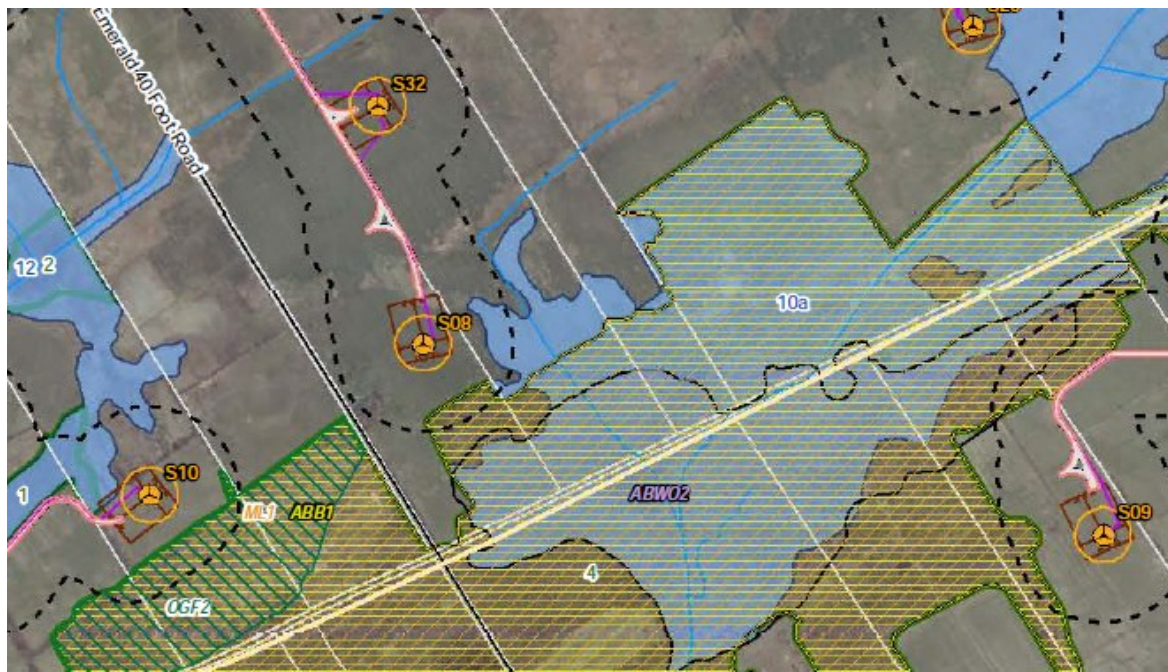 Emerald 40 Foot Road
S32
S08
10a
12 2
S10
1
ML1
ABB1
ABWO2
S09
4
OGF2